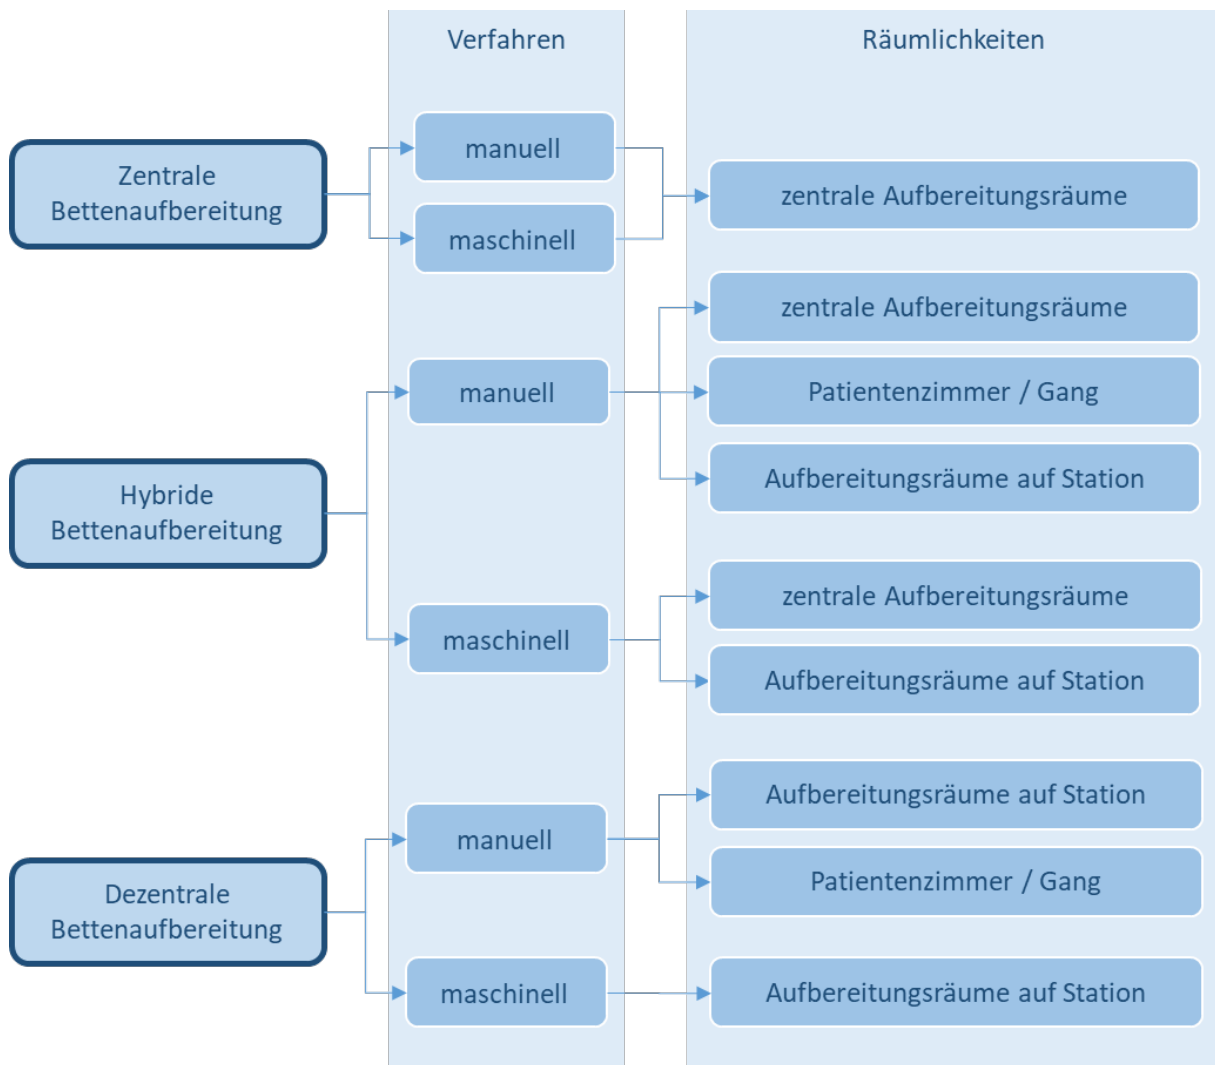 Verfahren
Räumlichkeiten
Zentrale
Bettenaufbereitung
manuell
maschinell
zentrale Aufbereitungsräume
Hybride
Bettenaufbereitung
manuell
zentrale Aufbereitungsräume
Patientenzimmer / Gang
Aufbereitungsräume auf Station
maschinell
zentrale Aufbereitungsräume
Aufbereitungsräume auf Station
Dezentrale
Bettenaufbereitung
manuell
Aufbereitungsräume auf Station
Patientenzimmer / Gang
maschinell
Aufbereitungsräume auf Station